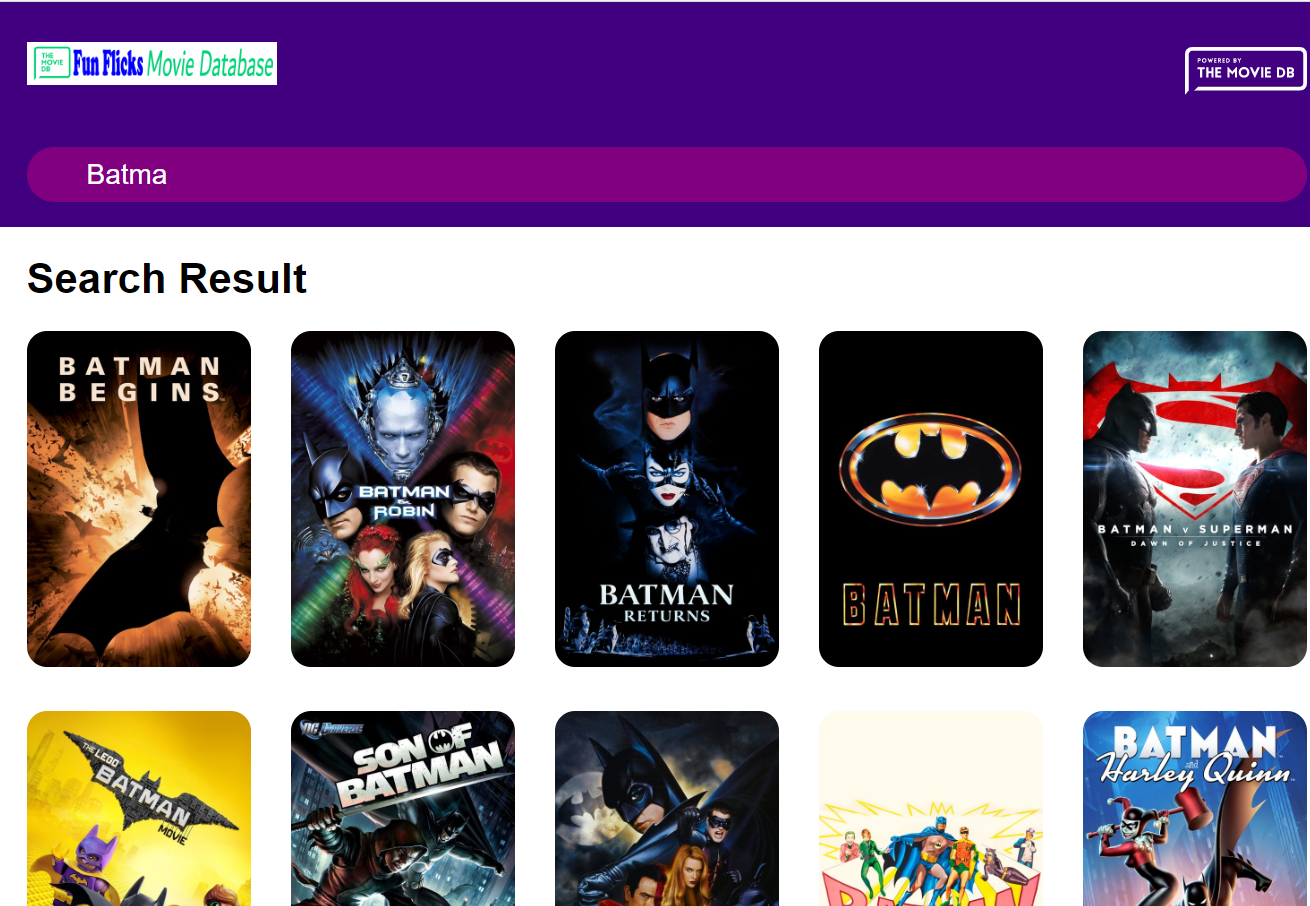 THE
MOVIE
DB
Fun Flicks Movie Database
POWERED BY
THE MOVIE DB
Batma
Search Result
BATMAN
BEGINS
BATMAN
&
ROBIN
BATMAN
RETURNS
BATMAN
BATMAN v SUPERMAN
DAWN OF JUSTICE
THE LEGO
BATMAN
MOVIE
DC UNIVERSE
SON OF
BATMAN
BATMAN
BATMAN
and
Harley Quinn